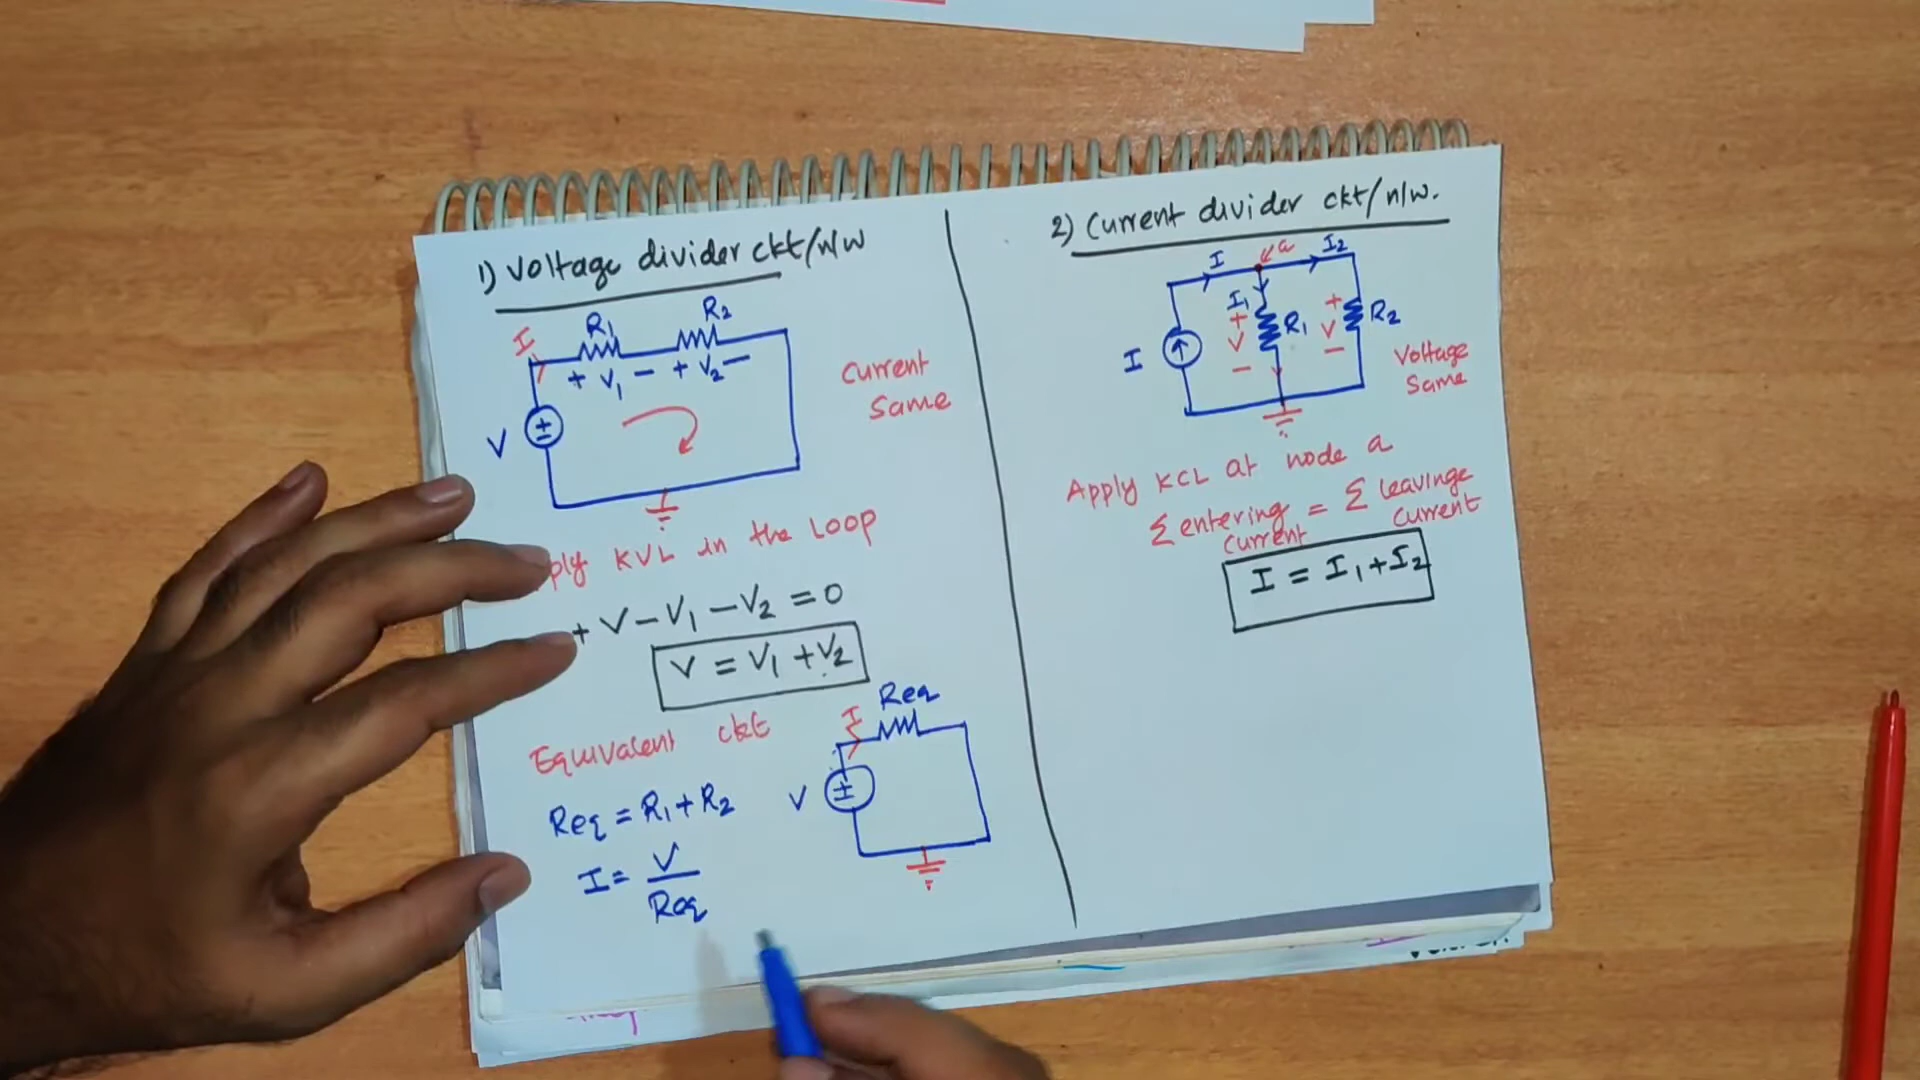 1) Voltage divider ckt/n/w
I
R1
R2
+ V1 - + V2 -
V
±
Current
Same
KVL in the Loop
+ V - V1 - V2 = 0
V = V1 + V2
Equivalent ckt
Req = R1 + R2
I = V
Req
I
Req
V
±
2) Current divider ckt/n/w.
I
a
I2
I1
+
V
-
R1
+
V
-
R2
I
Voltage
Same
Apply KCL at node a
Σ entering = Σ leavinge
current current
I = I1 + I2